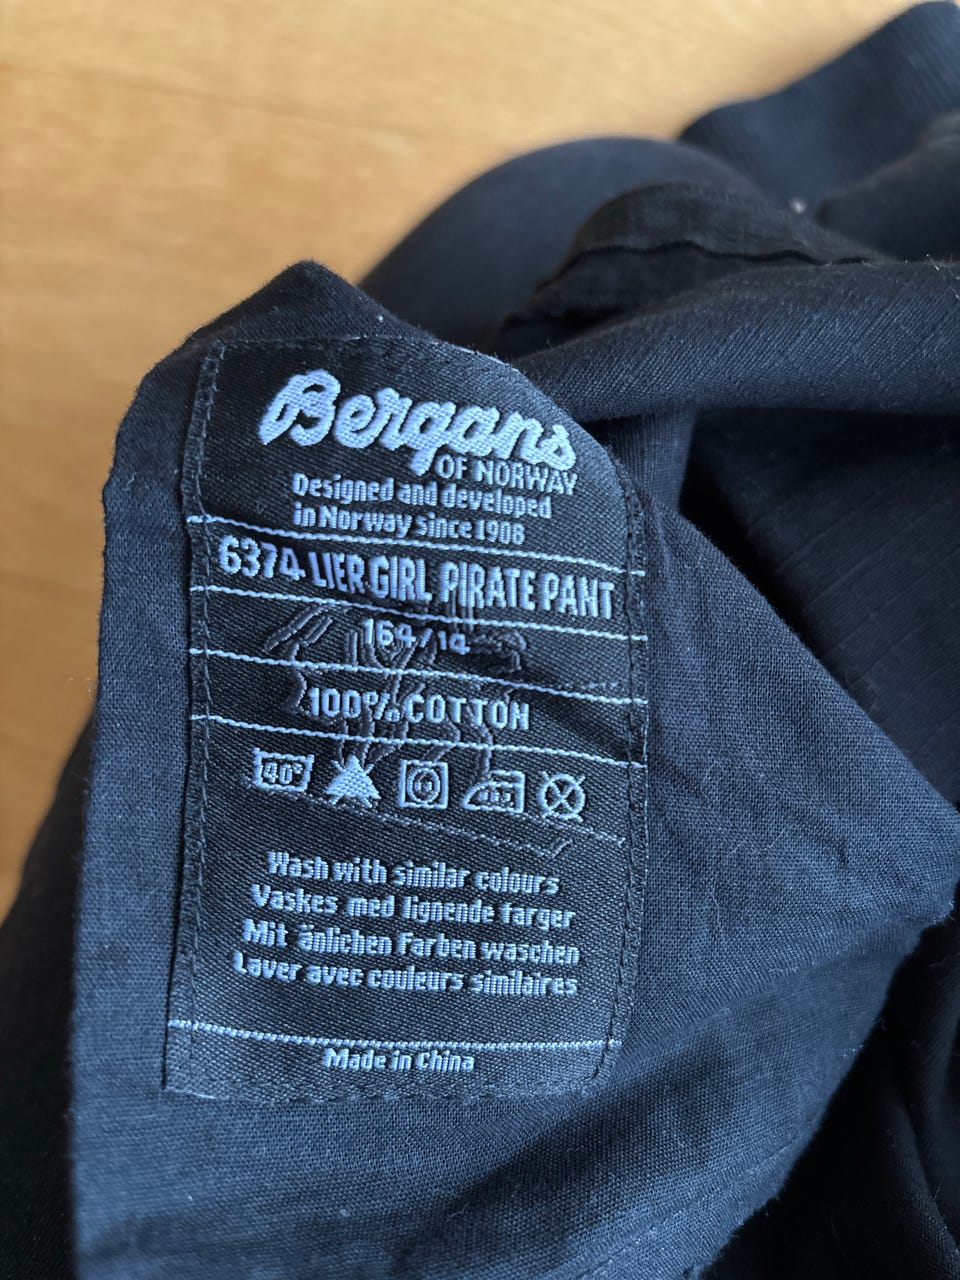 Bergans
OF NORWAY
Designed and developed
in Norway since 1908
6374 LIER GIRL PIRATE PANT
164/14
100% COTTON
40°
Wash with similar colours
Vaskes med lignende farger
Mit änlichen Farben waschen
Laver avec couleurs similaires
Made in China